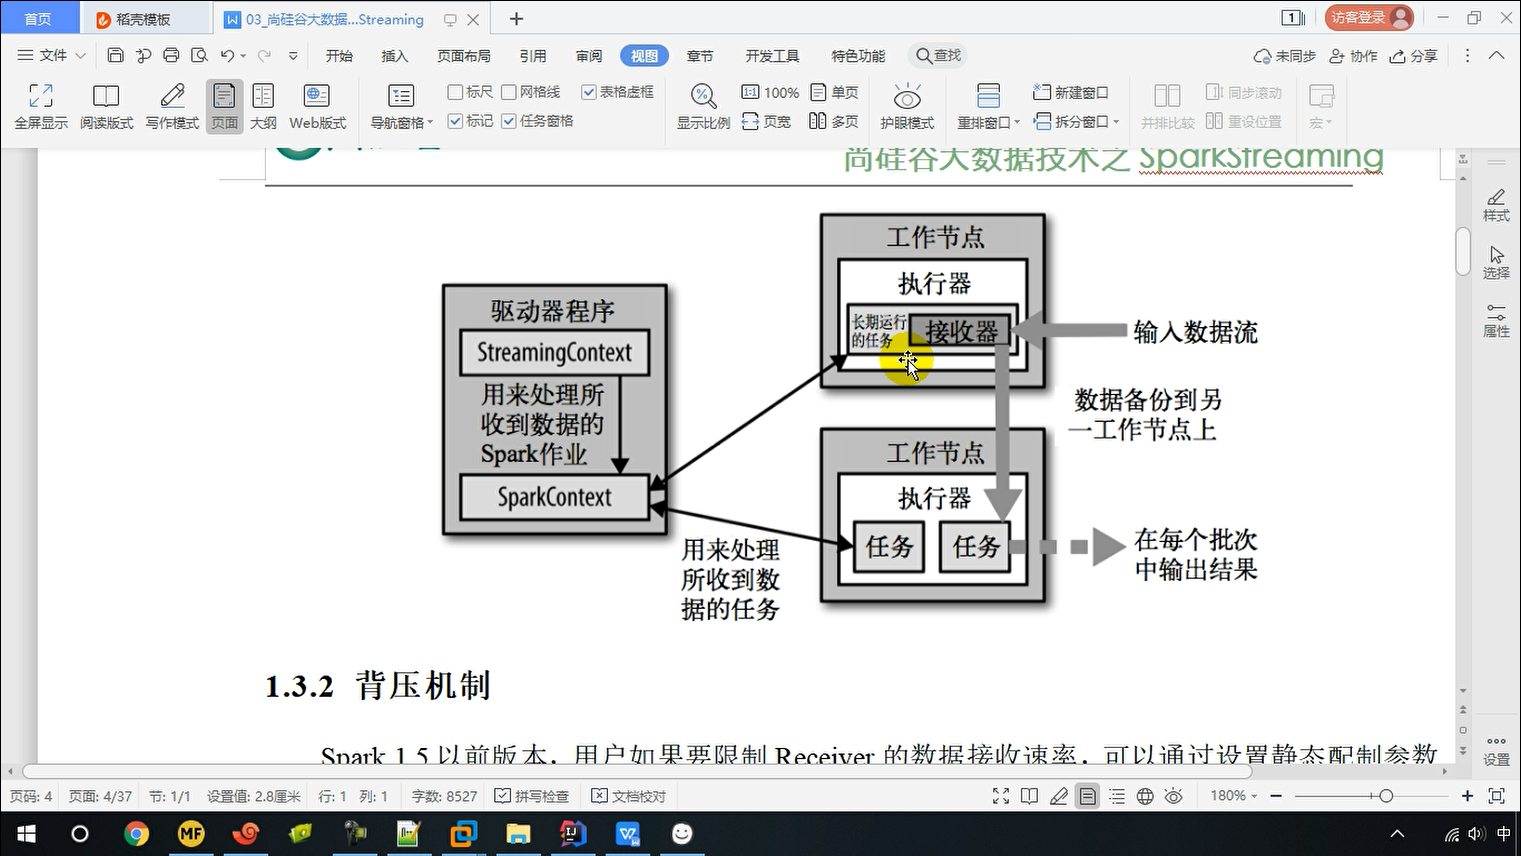 首页
稻壳模板
03_尚硅谷大数据...Streaming
访客登录
文件
开始
插入
页面布局
引用
审阅
视图
章节
开发工具
特色功能
查找
未同步
协作
分享
全屏显示
阅读版式
写作模式
页面
大纲
Web版式
导航窗格
标尺
网格线
表格虚框
标记
任务窗格
显示比例
100%
页宽
单页
多页
护眼模式
重排窗口
新建窗口
拆分窗口
并排比较
同步滚动
重设位置
宏
尚硅谷大数据技术之 SparkStreaming
驱动器程序
StreamingContext
用来处理所
收到数据的
Spark作业
SparkContext
工作节点
执行器
长期运行
的任务
接收器
输入数据流
数据备份到另
一工作节点上
工作节点
执行器
任务
任务
用来处理
所收到数
据的任务
在每个批次
中输出结果
1.3.2 背压机制
Spark 1.5 以前版本，用户如果要限制 Receiver 的数据接收速率，可以通过设置静态配制参数
样式
选择
属性
设置
页码: 4
页面: 4/37
节: 1/1
设置值: 2.8厘米
行: 1
列: 1
字数: 8527
拼写检查
文档校对
180%
MF
中